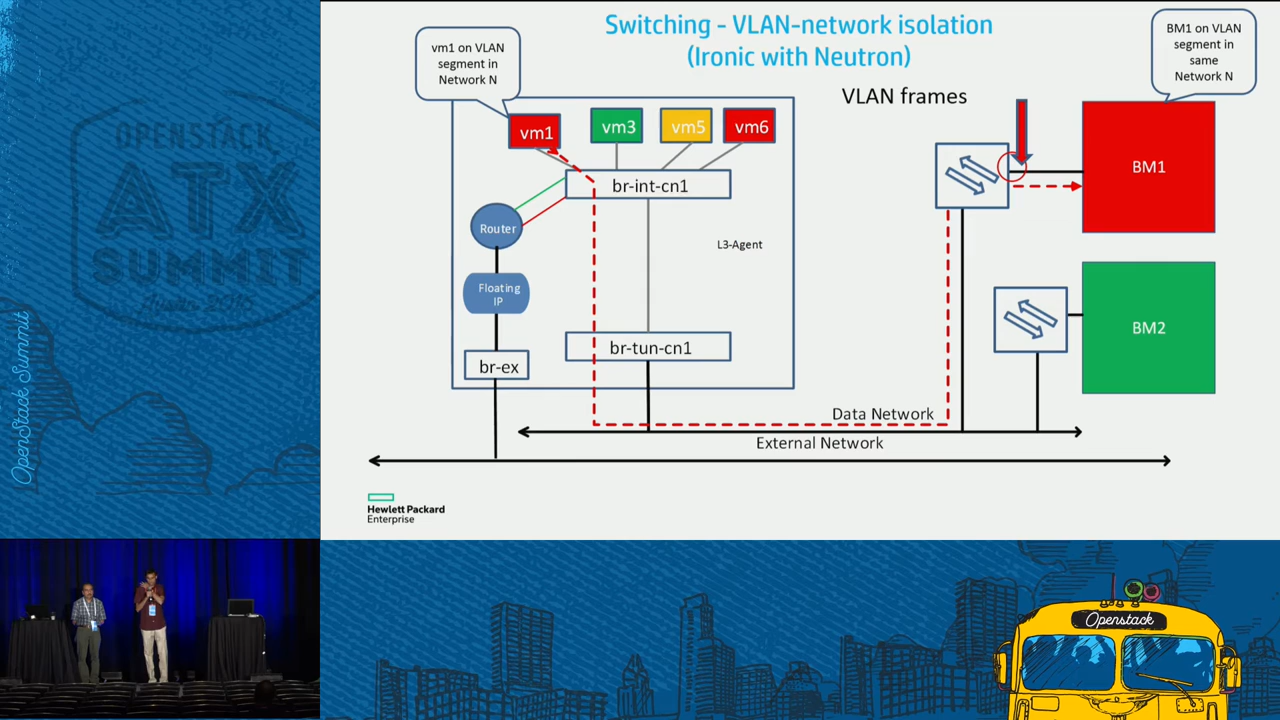 Switching - VLAN-network isolation
(Ironic with Neutron)
vm1 on VLAN
segment in
Network N
BM1 on VLAN
segment in
same
Network N
VLAN frames
vm1
vm3
vm5
vm6
BM1
br-int-cn1
Router
L3-Agent
Floating
IP
BM2
br-tun-cn1
br-ex
Data Network
External Network
Hewlett Packard
Enterprise
OPENSTACK
ATX
SUMMIT
OpenStack Summit
Openstack